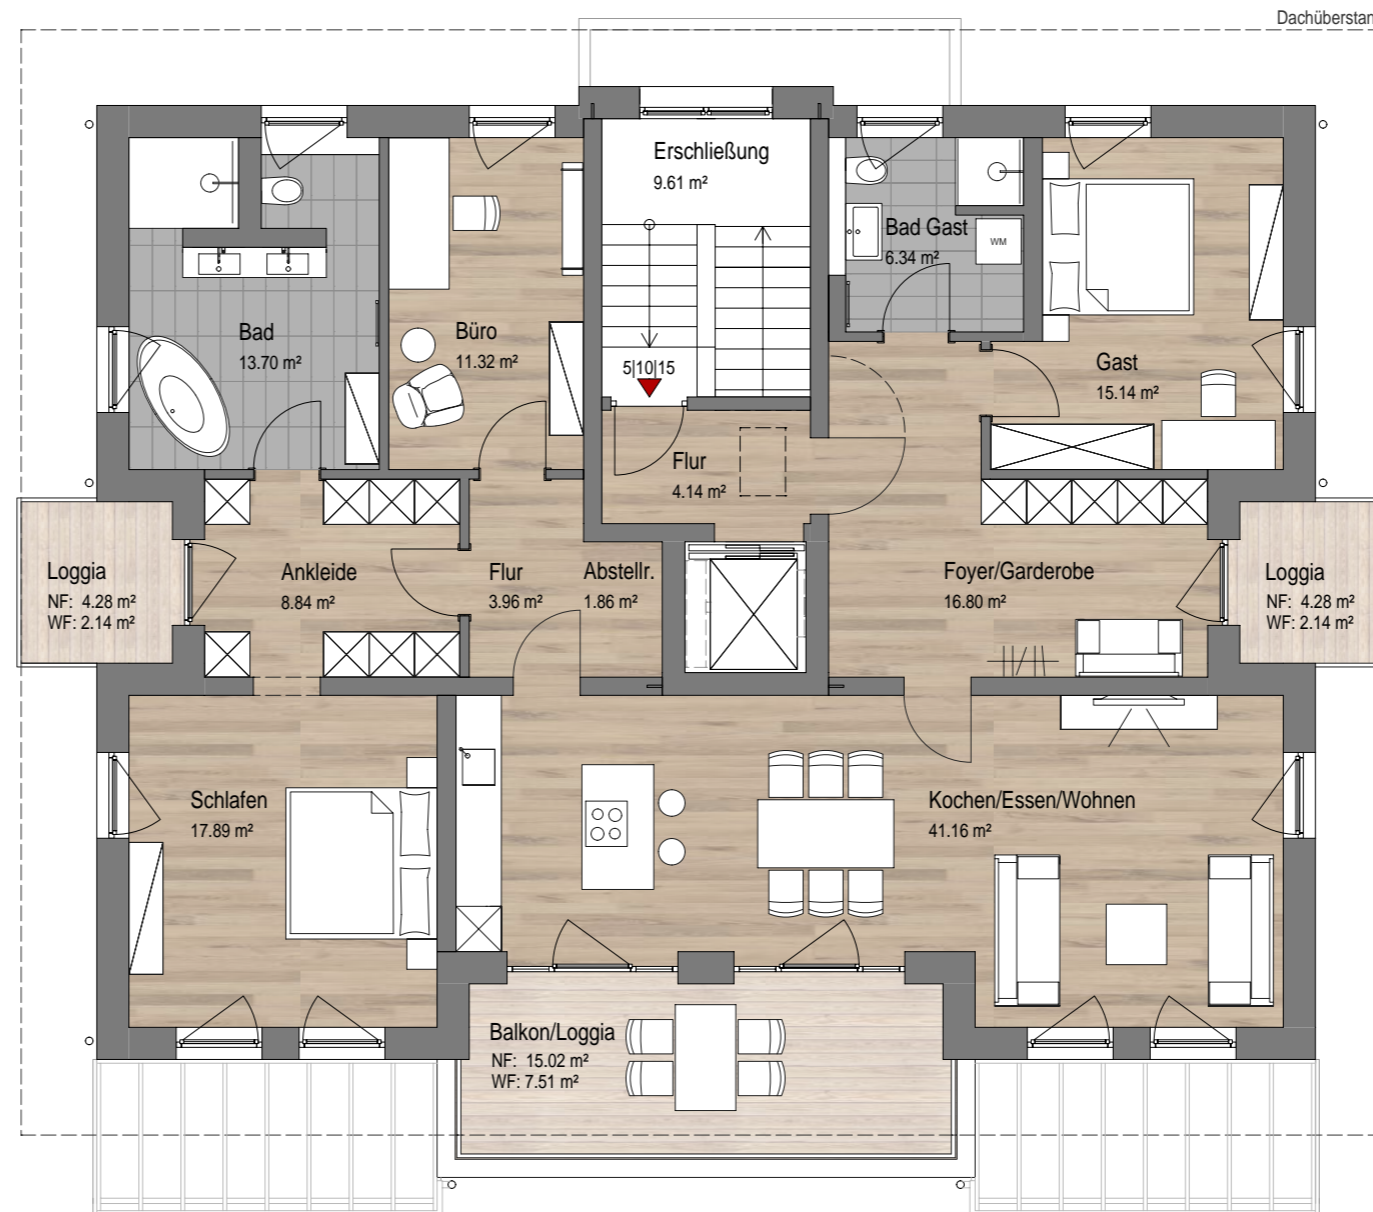 Dachüberstan
Erschließung
9.61 m²
Bad Gast
6.34 m²
WM
Bad
13.70 m²
Büro
11.32 m²
5|10|15
Gast
15.14 m²
Flur
4.14 m²
Loggia
NF: 4.28 m²
WF: 2.14 m²
Ankleide
8.84 m²
Flur
3.96 m²
Abstellr.
1.86 m²
Foyer/Garderobe
16.80 m²
Loggia
NF: 4.28 m²
WF: 2.14 m²
Schlafen
17.89 m²
Kochen/Essen/Wohnen
41.16 m²
Balkon/Loggia
NF: 15.02 m²
WF: 7.51 m²